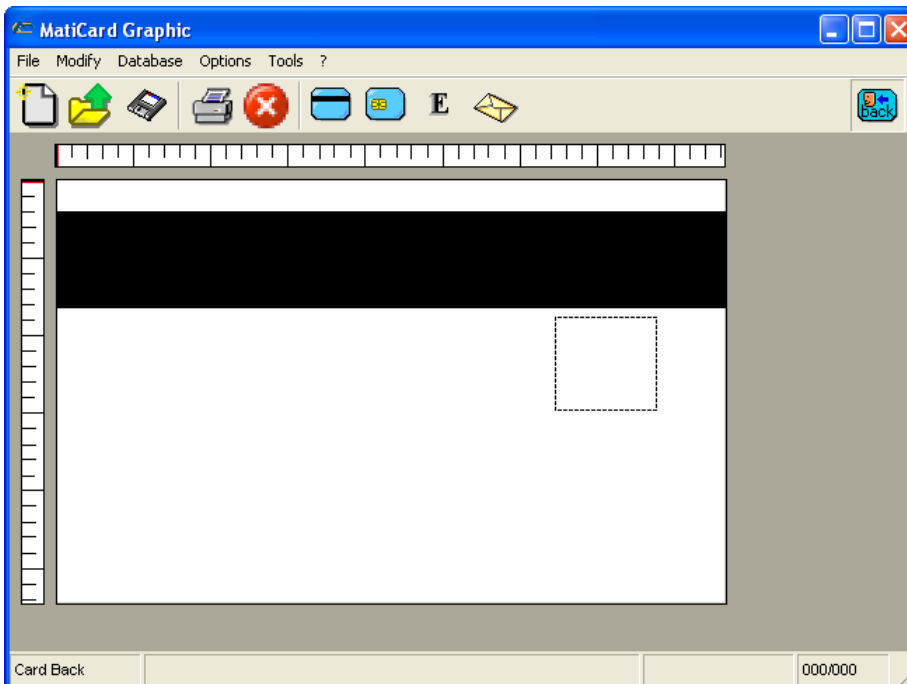 MatiCard Graphic
File Modify Database Options Tools ?
E
back
Card Back 000/000